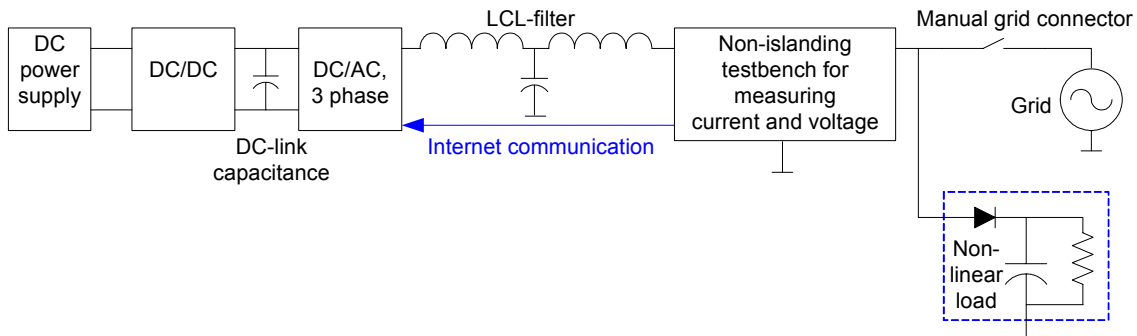 DC
power
supply
DC/DC
DC-link
capacitance
DC/AC,
3 phase
LCL-filter
Internet communication
Non-islanding
testbench for
measuring
current and voltage
Manual grid connector
Grid
Non-
linear
load